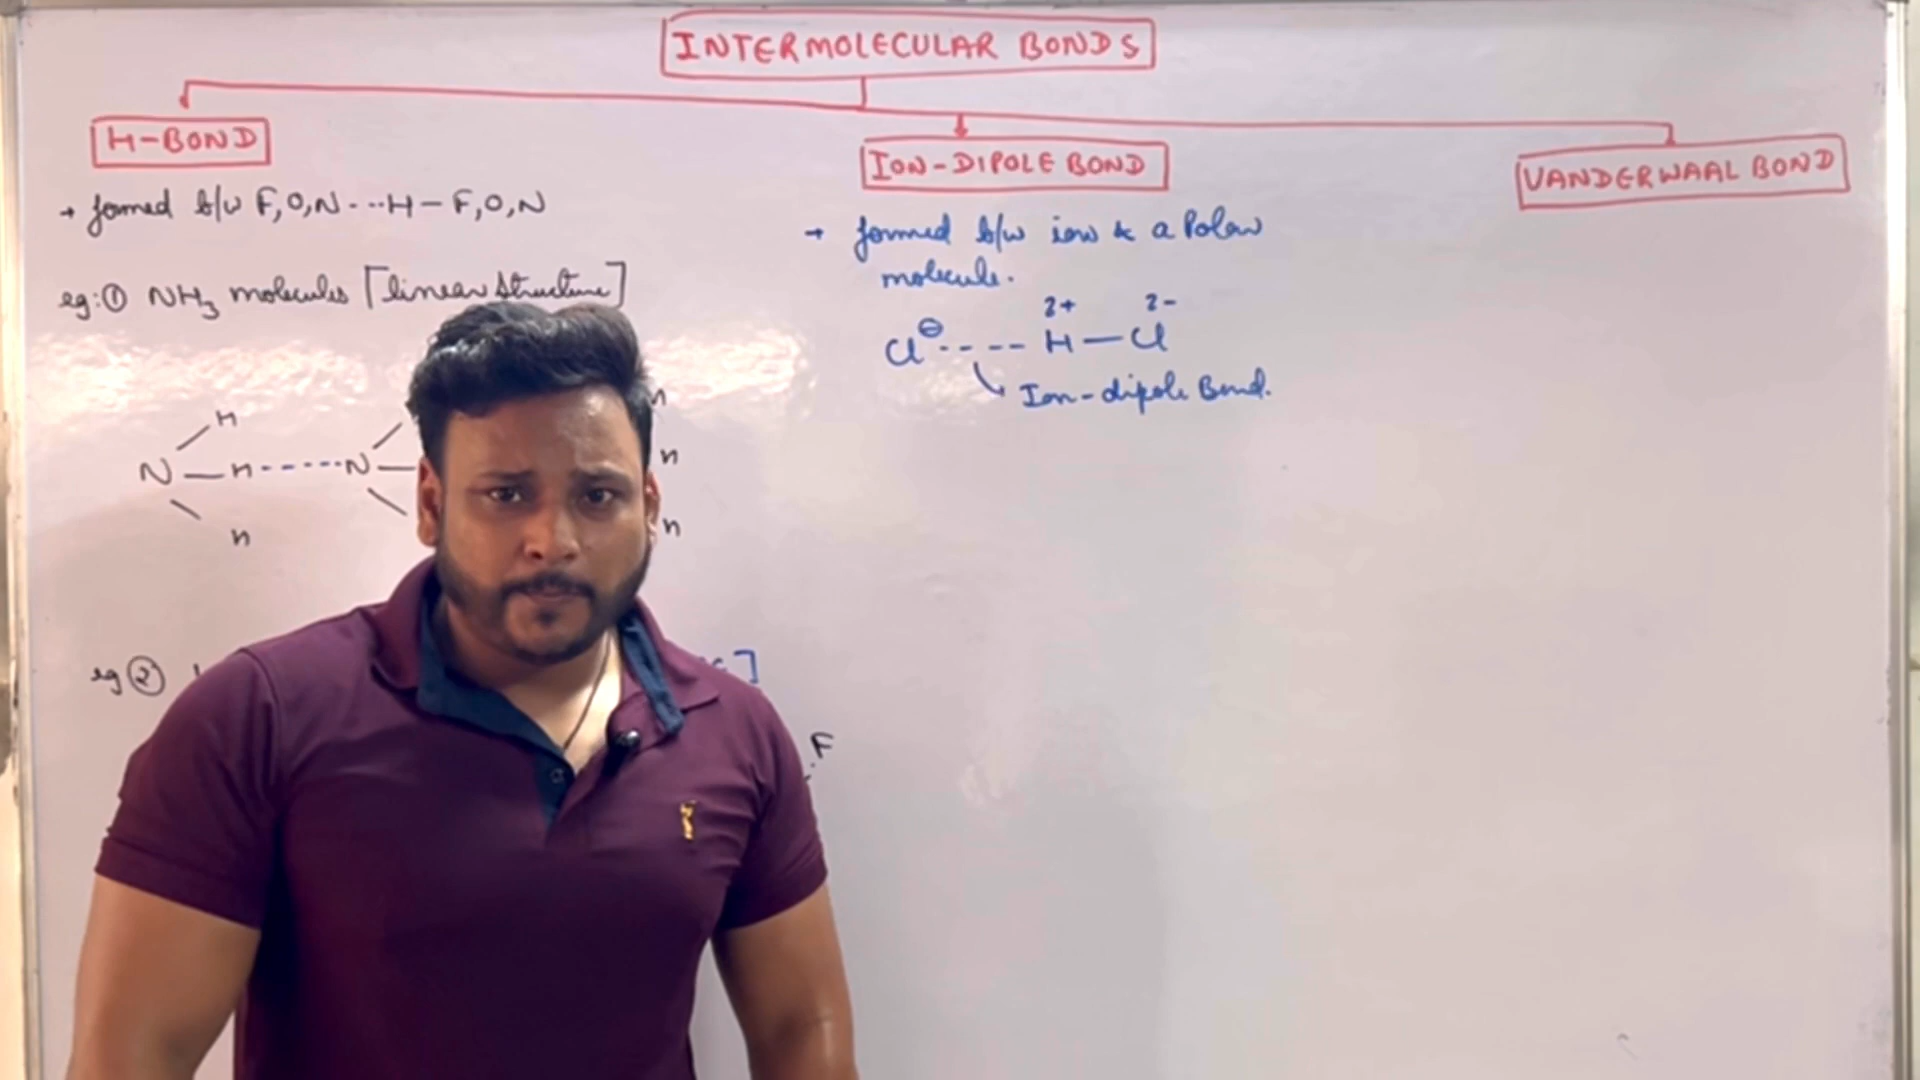 INTERMOLECULAR BONDS
H-BOND
→ formed b/w F,O,N----H-F,O,N
eg:① NH3 molecules [linear structure]
H
N-H-----N-
H
H
H
H
eg ②
]
F
ION-DIPOLE BOND
→ formed b/w ion & a Polar
molecule.
δ+ δ-
Cl⊖----H-Cl
Ion-dipole Bond.
VANDERWAAL BOND